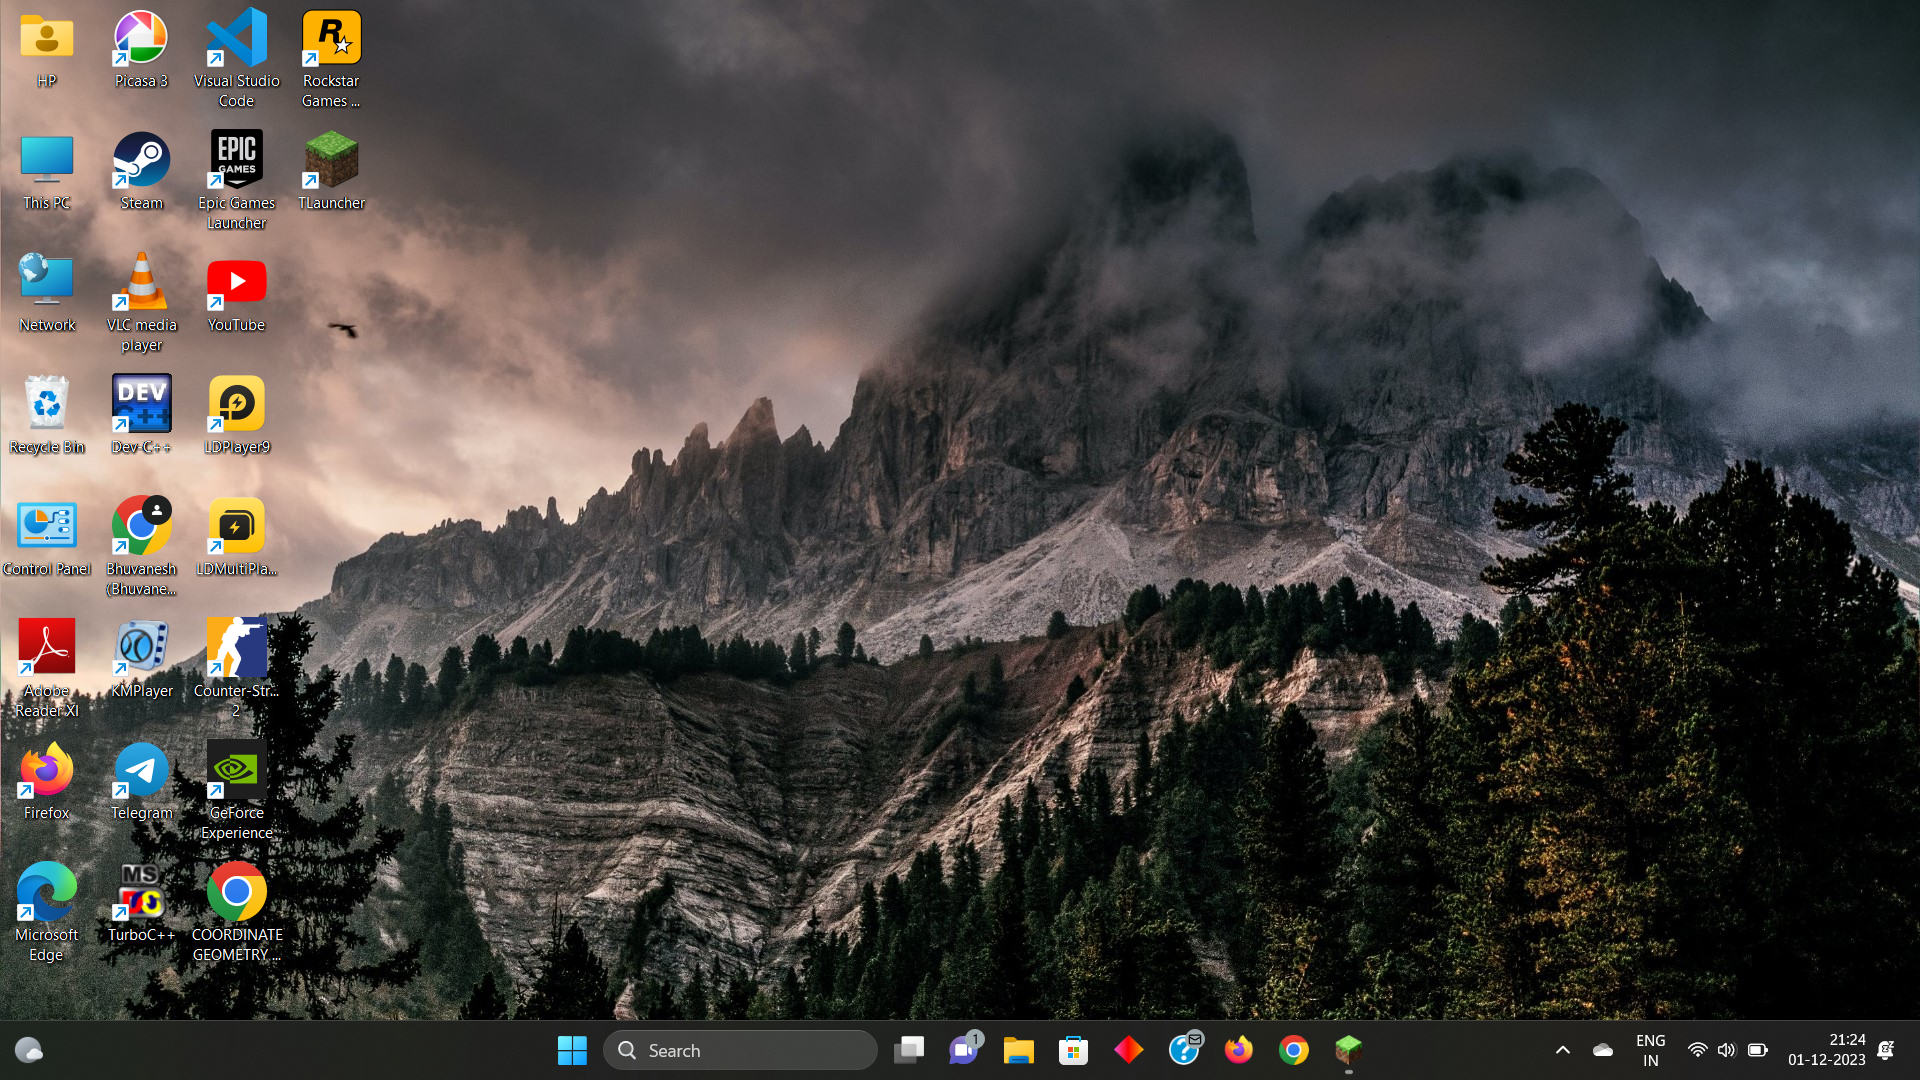 HP
Picasa 3
Visual Studio
Code
R
Rockstar
Games ...
This PC
Steam
EPIC
GAMES
Epic Games
Launcher
TLauncher
Network
VLC media
player
YouTube
Recycle Bin
DEV
C++
Dev-C++
LDPlayer9
Control Panel
Bhuvanesh
(Bhuvane...
LDMultiPla...
Adobe
Reader XI
KMPlayer
Counter-Str...
2
Firefox
Telegram
GeForce
Experience
Microsoft
Edge
MS
TurboC++
COORDINATE
GEOMETRY ...
Search
1
ENG
IN
21:24
01-12-2023